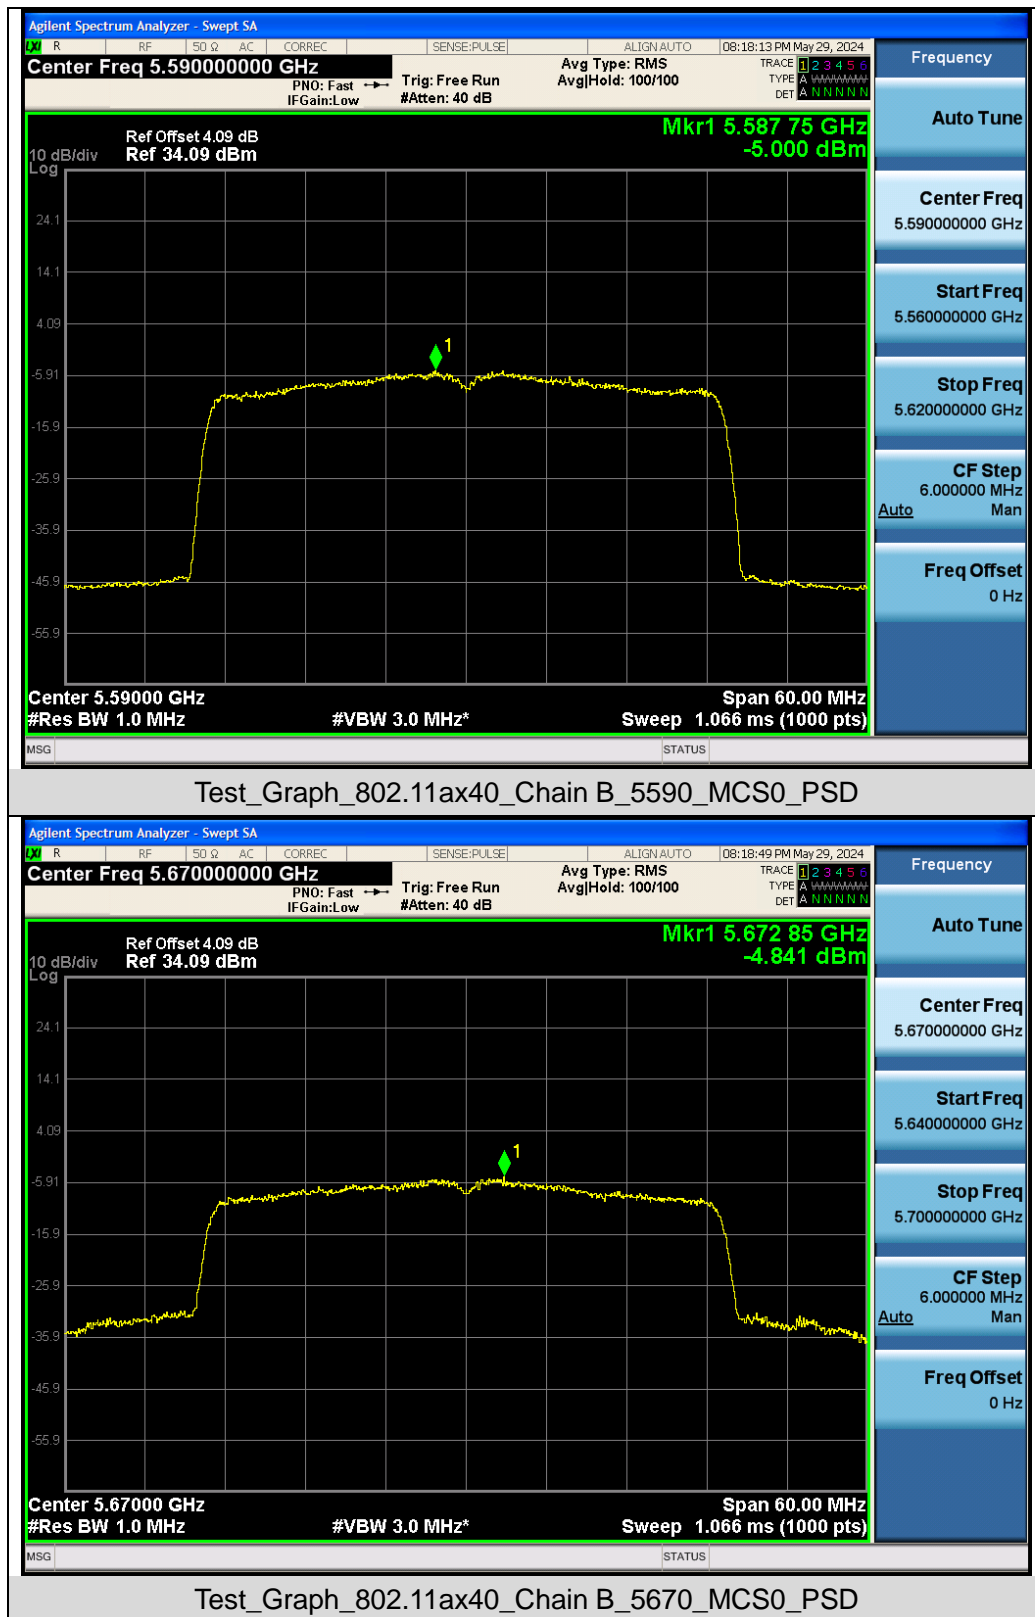 Agilent Spectrum Analyzer - Swept SA
LXI R RF 50 Ω AC CORREC SENSE:PULSE ALIGN AUTO 08:18:13 PM May 29, 2024
Center Freq 5.590000000 GHz
PNO: Fast
IFGain:Low
Trig: Free Run
#Atten: 40 dB
Avg Type: RMS
Avg|Hold: 100/100
TRACE 1 2 3 4 5 6
TYPE A WWWWW
DET A N N N N N
Mkr1 5.587 75 GHz
-5.000 dBm
Ref Offset 4.09 dB
10 dB/div Ref 34.09 dBm
Log
24.1
14.1
4.09
-5.91
-15.9
-25.9
-35.9
-45.9
-55.9
1
Center 5.59000 GHz Span 60.00 MHz
#Res BW 1.0 MHz #VBW 3.0 MHz* Sweep 1.066 ms (1000 pts)
MSG STATUS
Frequency
Auto Tune
Center Freq
5.590000000 GHz
Start Freq
5.560000000 GHz
Stop Freq
5.620000000 GHz
CF Step
6.000000 MHz
Auto Man
Freq Offset
0 Hz
Test_Graph_802.11ax40_Chain B_5590_MCS0_PSD
Agilent Spectrum Analyzer - Swept SA
LXI R RF 50 Ω AC CORREC SENSE:PULSE ALIGN AUTO 08:18:49 PM May 29, 2024
Center Freq 5.670000000 GHz
PNO: Fast
IFGain:Low
Trig: Free Run
#Atten: 40 dB
Avg Type: RMS
Avg|Hold: 100/100
TRACE 1 2 3 4 5 6
TYPE A WWWWW
DET A N N N N N
Mkr1 5.672 85 GHz
-4.841 dBm
Ref Offset 4.09 dB
10 dB/div Ref 34.09 dBm
Log
24.1
14.1
4.09
-5.91
-15.9
-25.9
-35.9
-45.9
-55.9
1
Center 5.67000 GHz Span 60.00 MHz
#Res BW 1.0 MHz #VBW 3.0 MHz* Sweep 1.066 ms (1000 pts)
MSG STATUS
Frequency
Auto Tune
Center Freq
5.670000000 GHz
Start Freq
5.640000000 GHz
Stop Freq
5.700000000 GHz
CF Step
6.000000 MHz
Auto Man
Freq Offset
0 Hz
Test_Graph_802.11ax40_Chain B_5670_MCS0_PSD